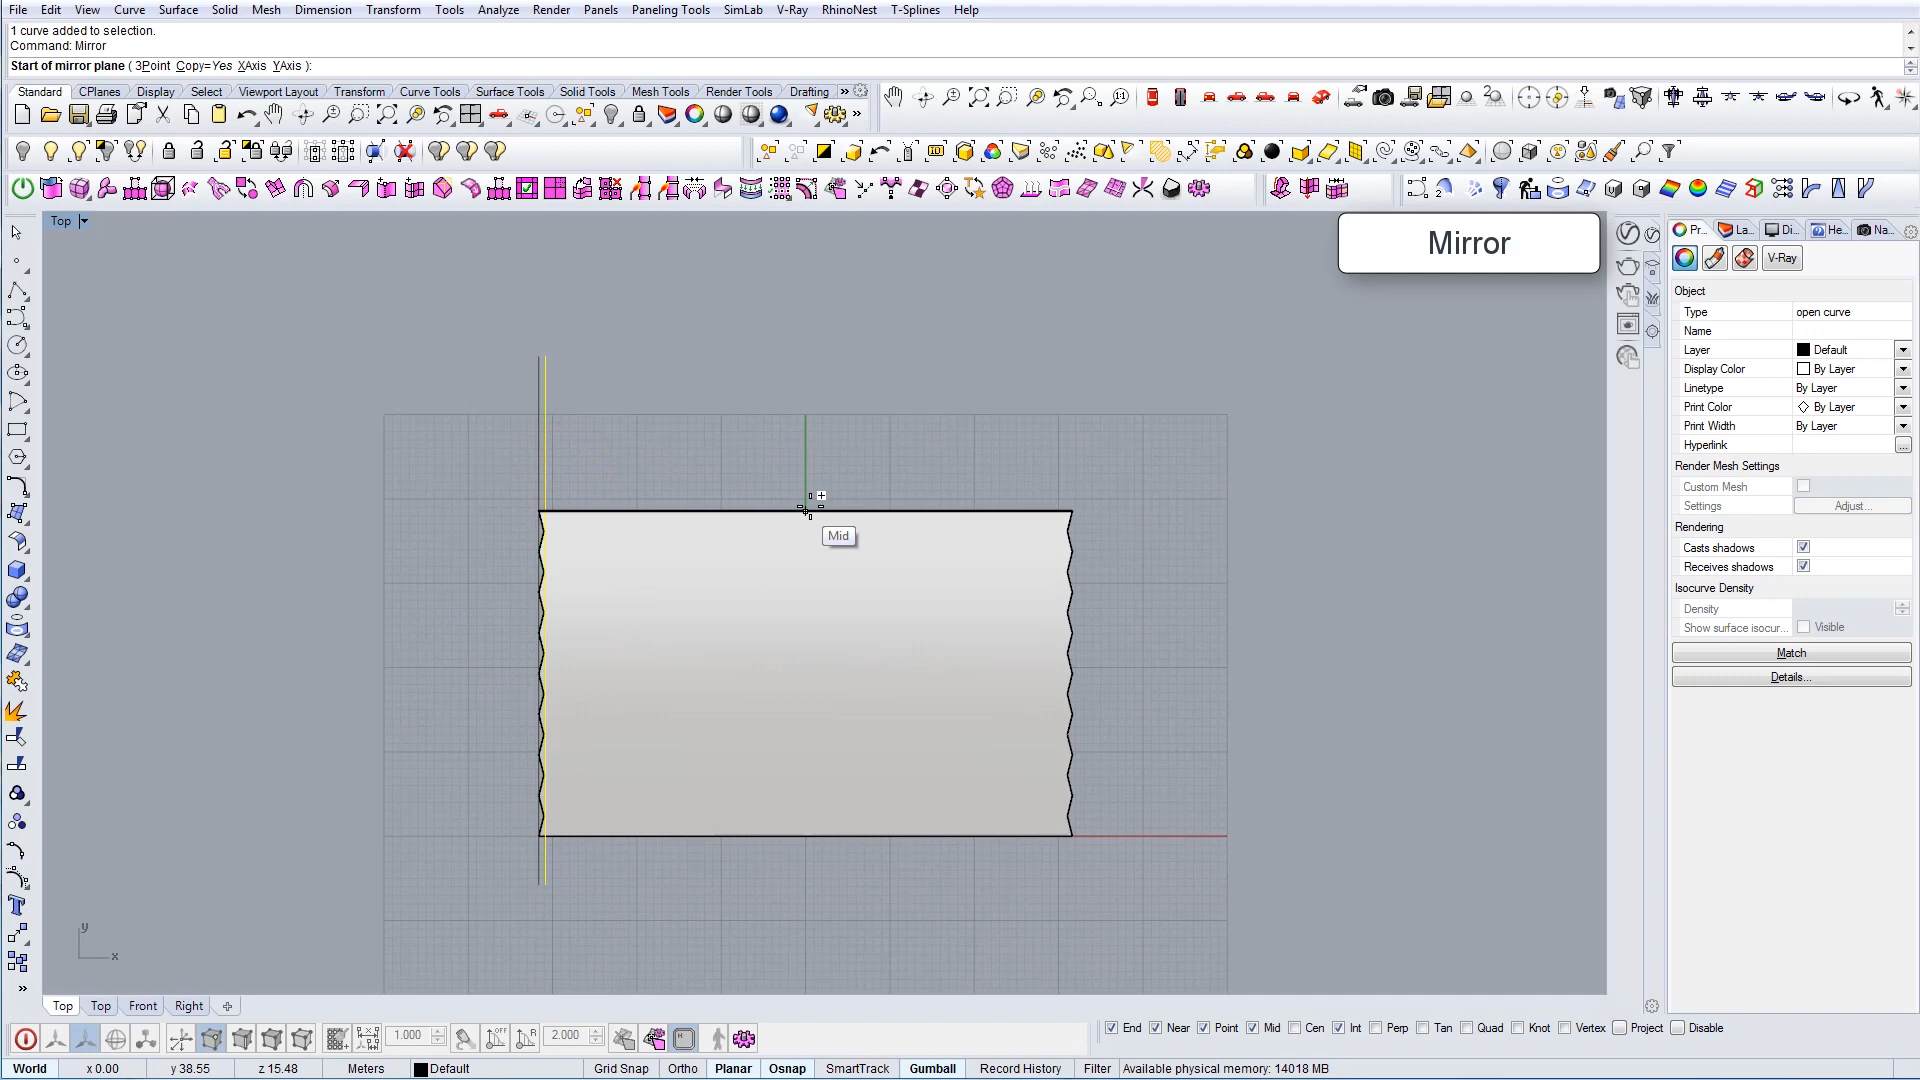 File Edit View Curve Surface Solid Mesh Dimension Transform Tools Analyze Render Panels Paneling Tools SimLab V-Ray RhinoNest T-Splines Help
1 curve added to selection.
Command: Mirror
Start of mirror plane ( 3Point Copy=Yes XAxis YAxis ):
Standard CPlanes Display Select Viewport Layout Transform Curve Tools Surface Tools Solid Tools Mesh Tools Render Tools Drafting »
Top
Mirror
Pr... La... Di... He... Na...
V-Ray
Object
Type open curve
Name
Layer Default
Display Color By Layer
Linetype By Layer
Print Color By Layer
Print Width By Layer
Hyperlink ...
Render Mesh Settings
Custom Mesh
Settings Adjust...
Rendering
Casts shadows
Receives shadows
Isocurve Density
Density
Show surface isocur... Visible
Match
Details...
Mid
y
x
Top Top Front Right
1.000 2.000
End Near Point Mid Cen Int Perp Tan Quad Knot Vertex Project Disable
World x 0.00 y 38.55 z 15.48 Meters Default Grid Snap Ortho Planar Osnap SmartTrack Gumball Record History Filter Available physical memory: 14018 MB